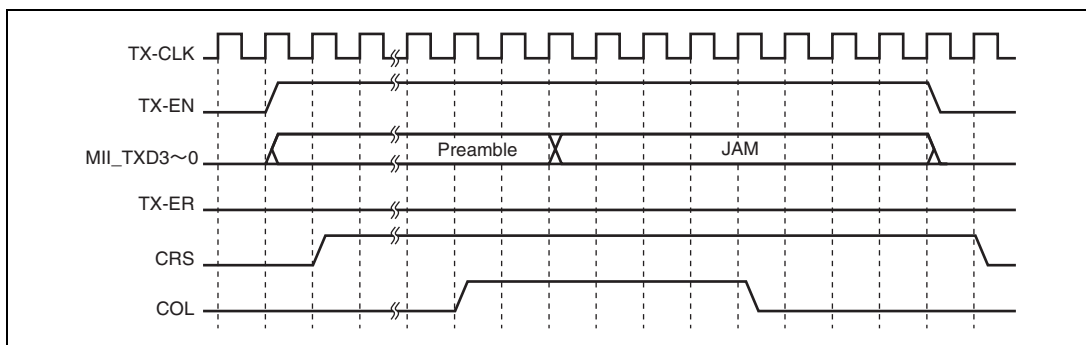 TX-CLK
TX-EN
MII_TXD3～0
Preamble
JAM
TX-ER
CRS
COL